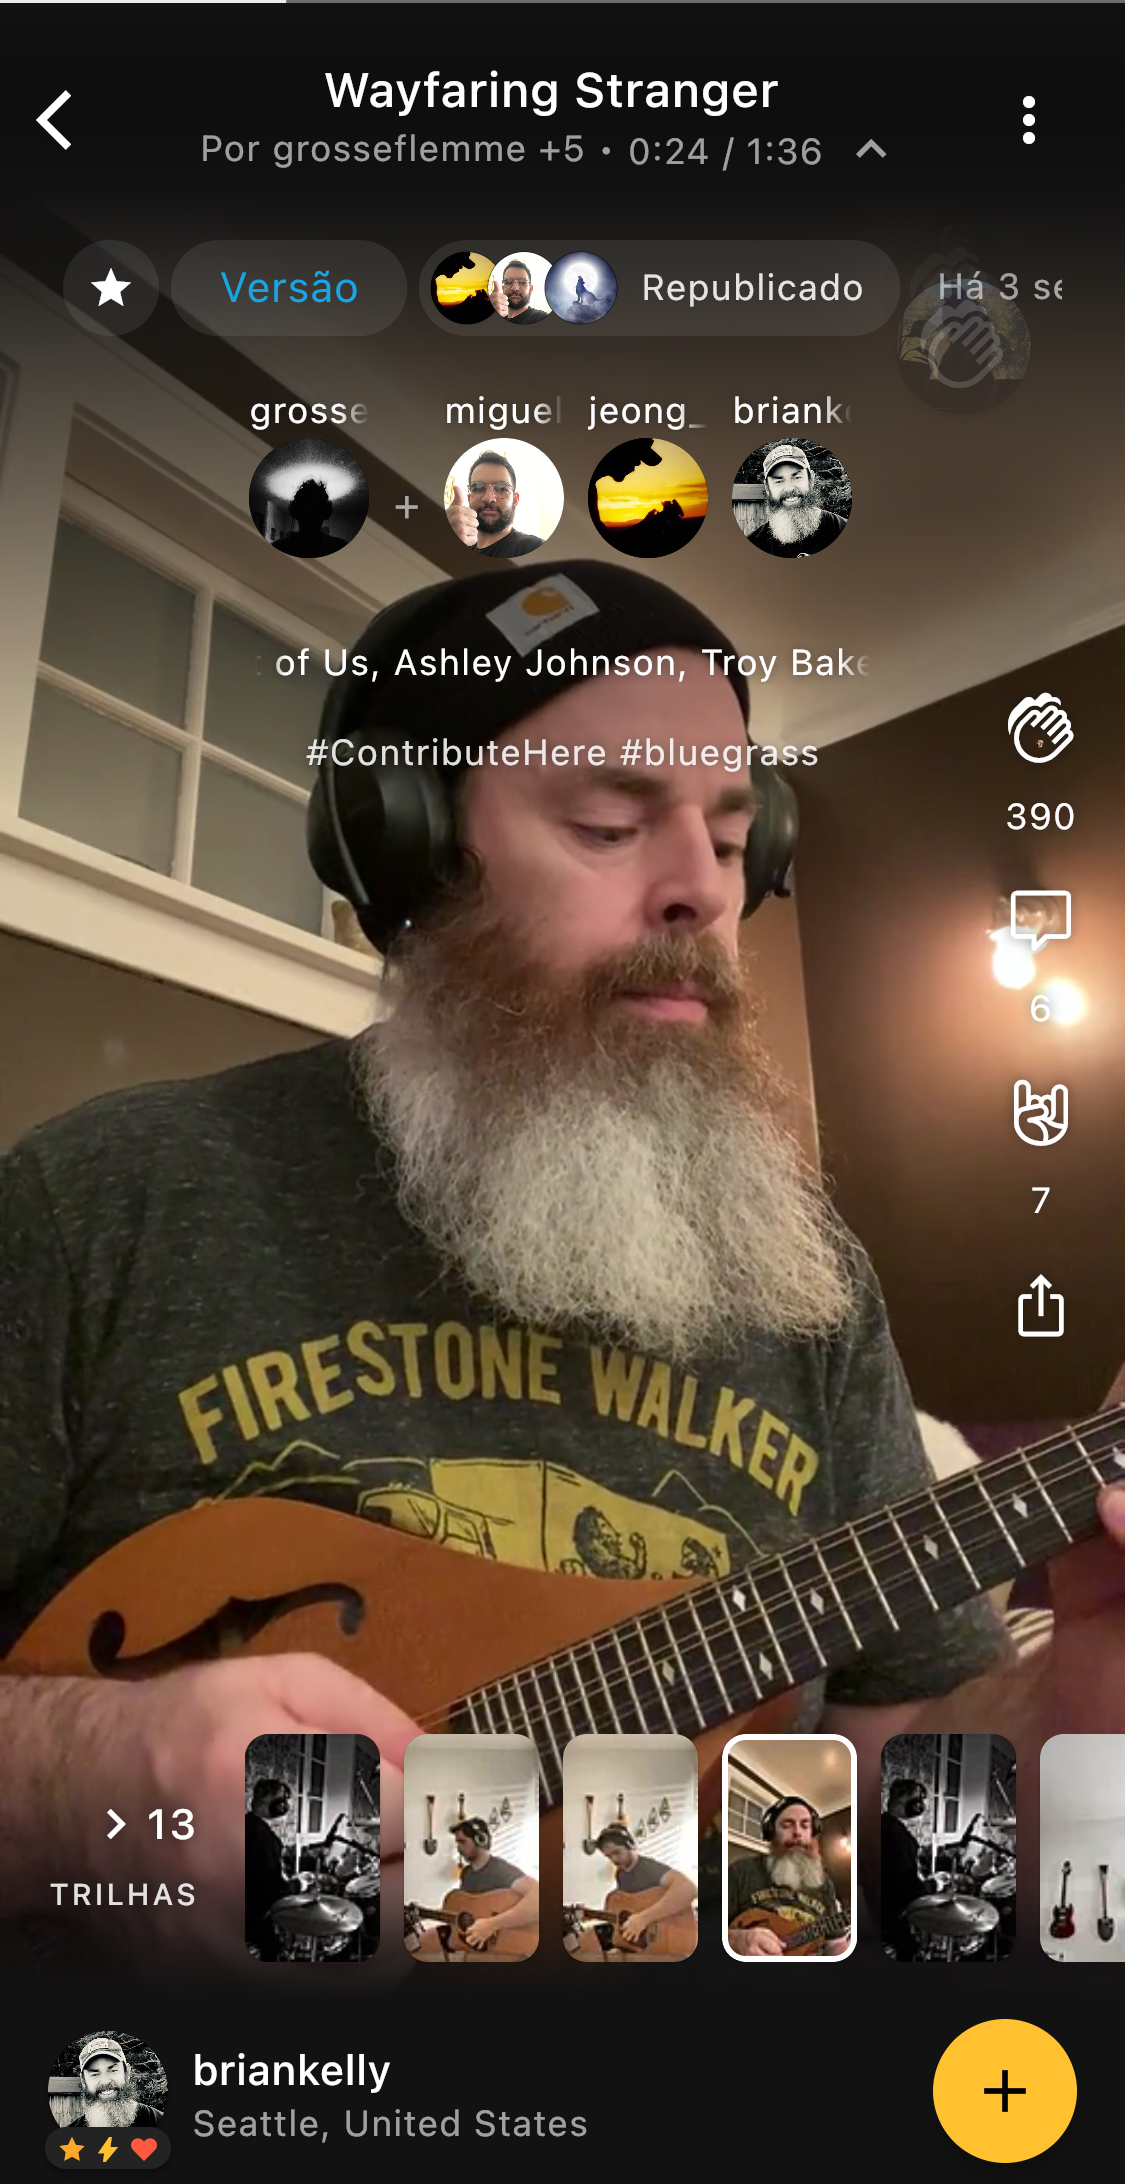 Wayfaring Stranger
Por grosseflemme +5 • 0:24 / 1:36
Versão
Republicado
Há 3 se
grosse
miguel
jeong_
brianke
+
of Us, Ashley Johnson, Troy Bake
#ContributeHere #bluegrass
390
6
7
FIRESTONE WALKER
> 13
TRILHAS
briankelly
Seattle, United States